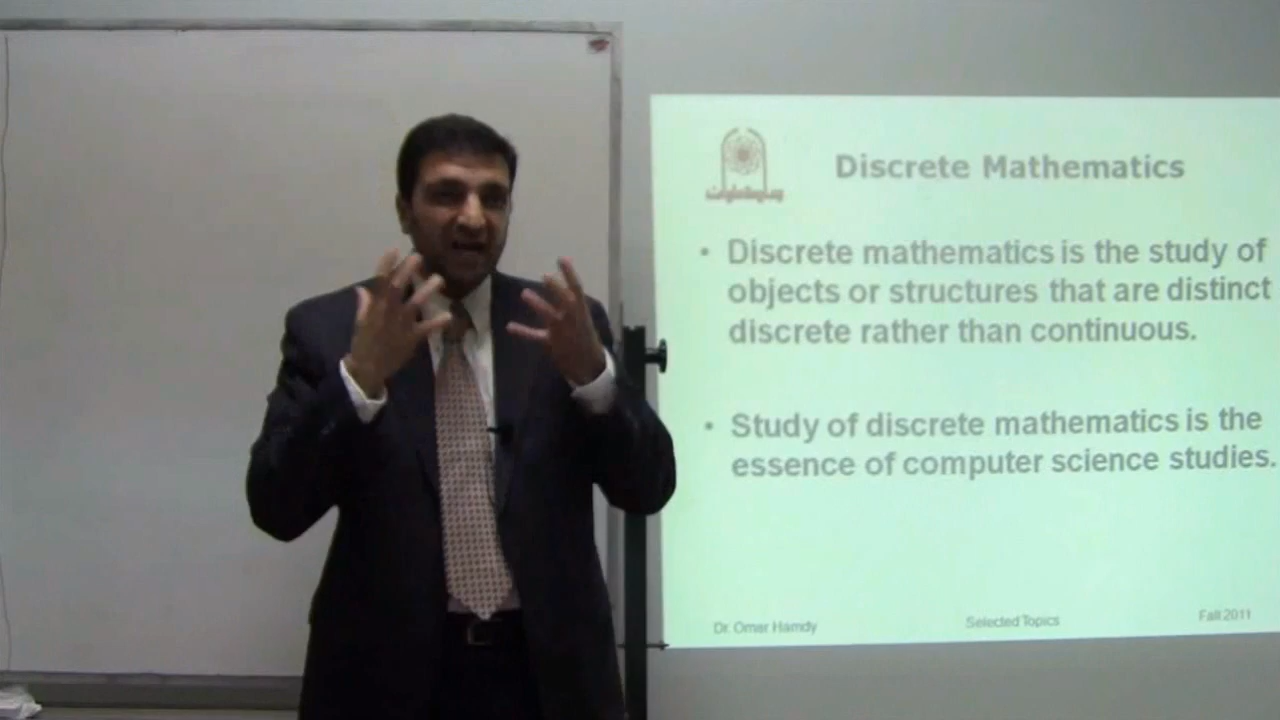 Discrete Mathematics
• Discrete mathematics is the study of
objects or structures that are distinct
discrete rather than continuous.
• Study of discrete mathematics is the
essence of computer science studies.
Dr. Omar Hamdy
Selected Topics
Fall 2011